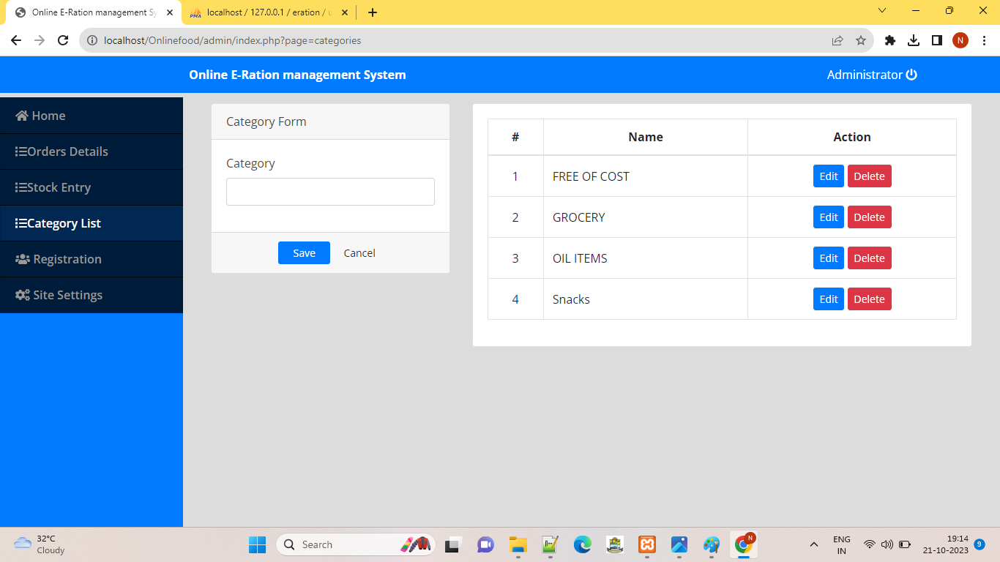 Online E-Ration management Sy
localhost / 127.0.0.1 / eration / u
localhost/Onlinefood/admin/index.php?page=categories
N
Online E-Ration management System
Administrator
Home
Orders Details
Stock Entry
Category List
Registration
Site Settings
Category Form
Category
Save
Cancel
# Name Action
1 FREE OF COST Edit Delete
2 GROCERY Edit Delete
3 OIL ITEMS Edit Delete
4 Snacks Edit Delete
32°C
Cloudy
Search
N
ENG
IN
19:14
21-10-2023
9